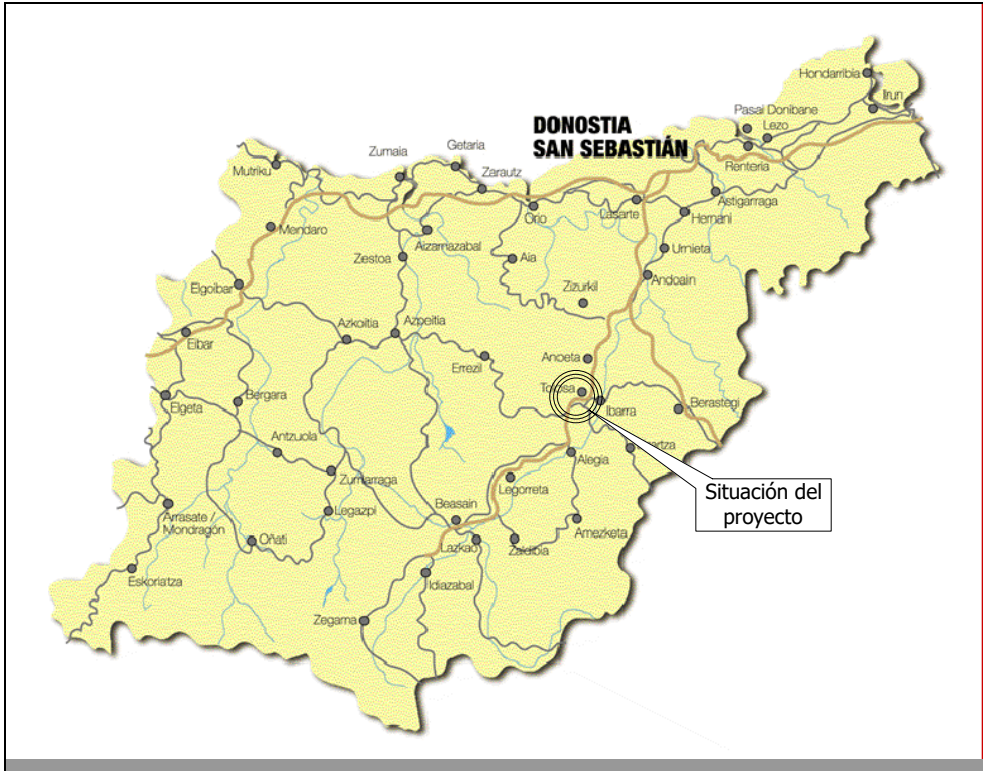 Hondarribia
Irun
Pasai Donibane
Lezo
DONOSTIA
SAN SEBASTIÁN
Renteria
Getaria
Zumaia
Zarautz
Mutriku
Astigarraga
Orio
Lasarte
Hernani
Mendaro
Aizarnazabal
Urnieta
Zestoa
Aia
Andoain
Elgoibar
Zizurkil
Azpeitia
Azkoitia
Eibar
Errezil
Anoeta
Tolosa
Ibarra
Berastegi
Elgeta
Bergara
Antzuola
Alegia
Zumarraga
Legorreta
Situación del
proyecto
Legazpi
Beasain
Arrasate /
Mondragón
Oñati
Lazkao
Zaldibia
Amezketa
Eskoriatza
Idiazabal
Zegama